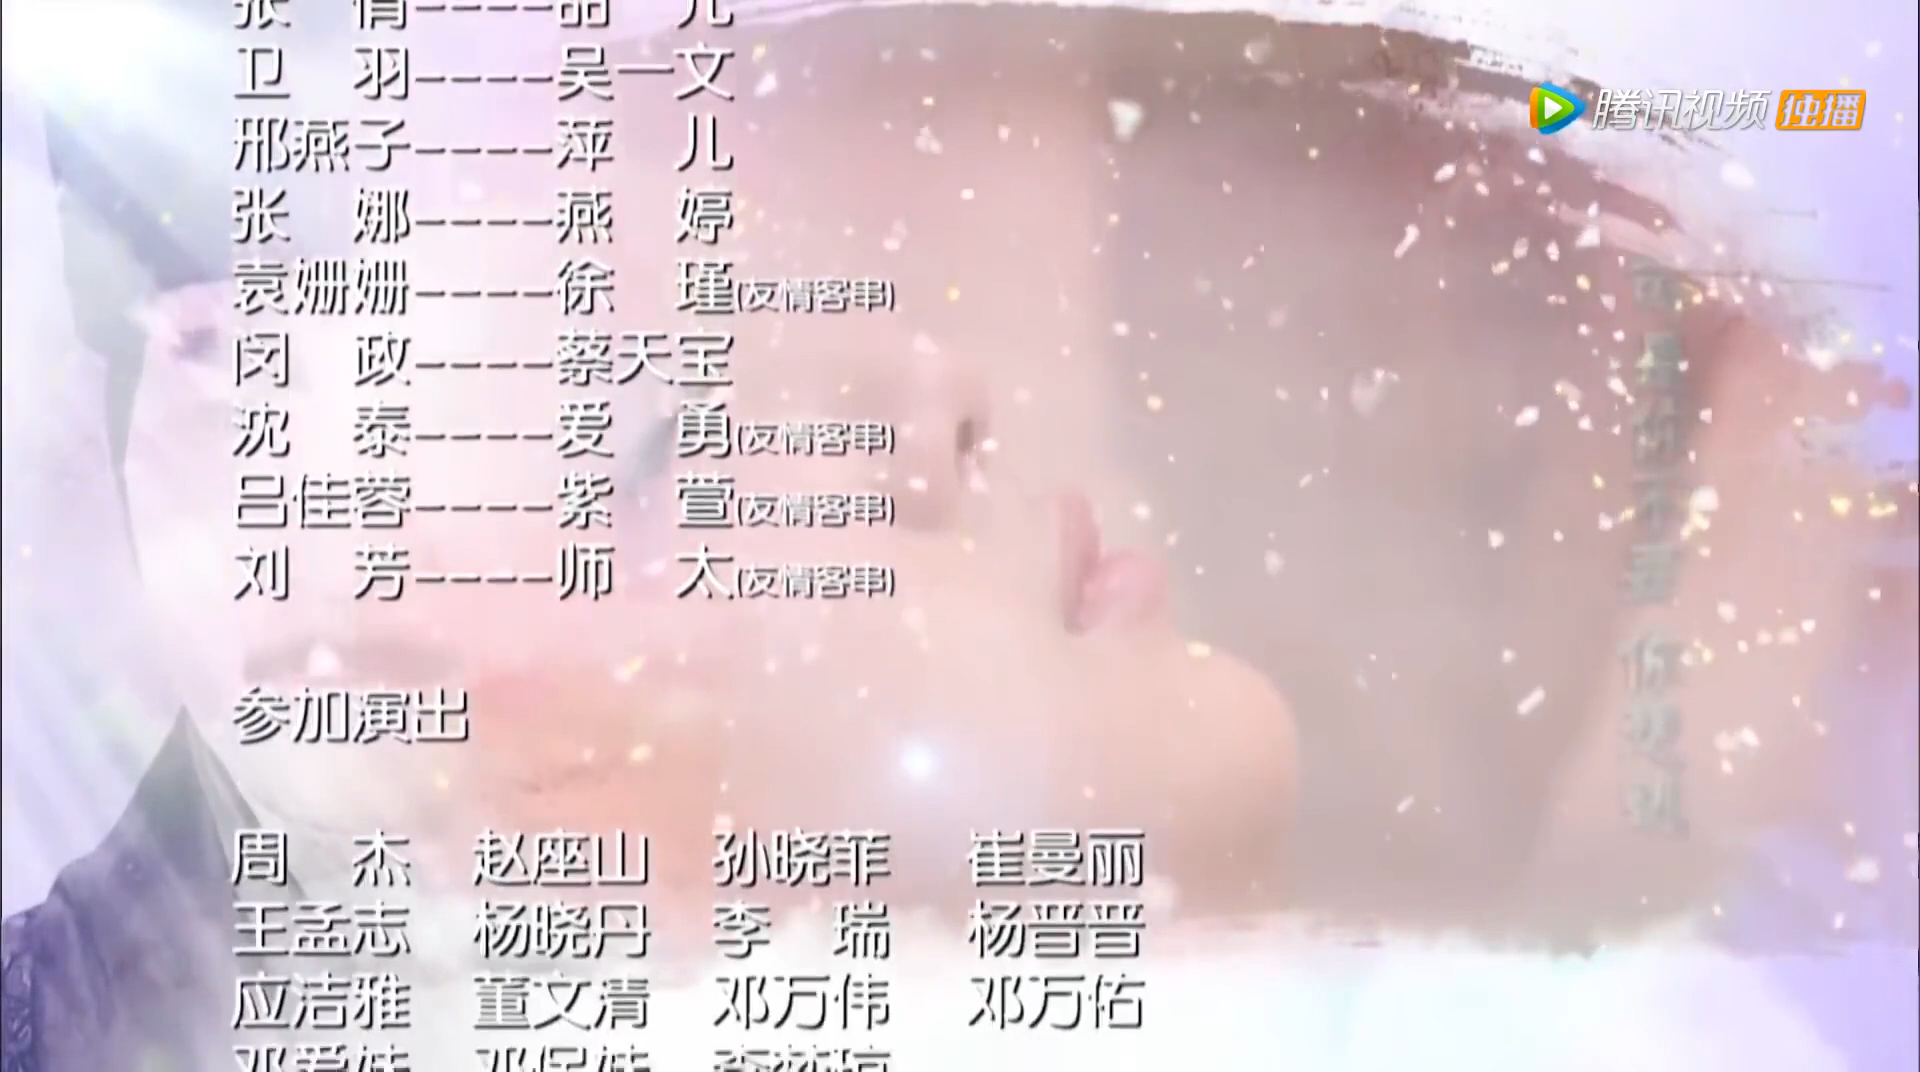 卫　羽----吴一文
邢燕子----萍　儿
张　娜----燕　婷
袁姗姗----徐　瑾(友情客串)
闵　政----蔡天宝
沈　泰----爱　勇(友情客串)
吕佳蓉----紫　萱(友情客串)
刘　芳----师　太(友情客串)
参加演出
周　杰　赵座山　孙晓菲　崔曼丽
王孟志　杨晓丹　李　瑞　杨晋晋
应洁雅　董文清　邓万伟　邓万佑
腾讯视频 独播